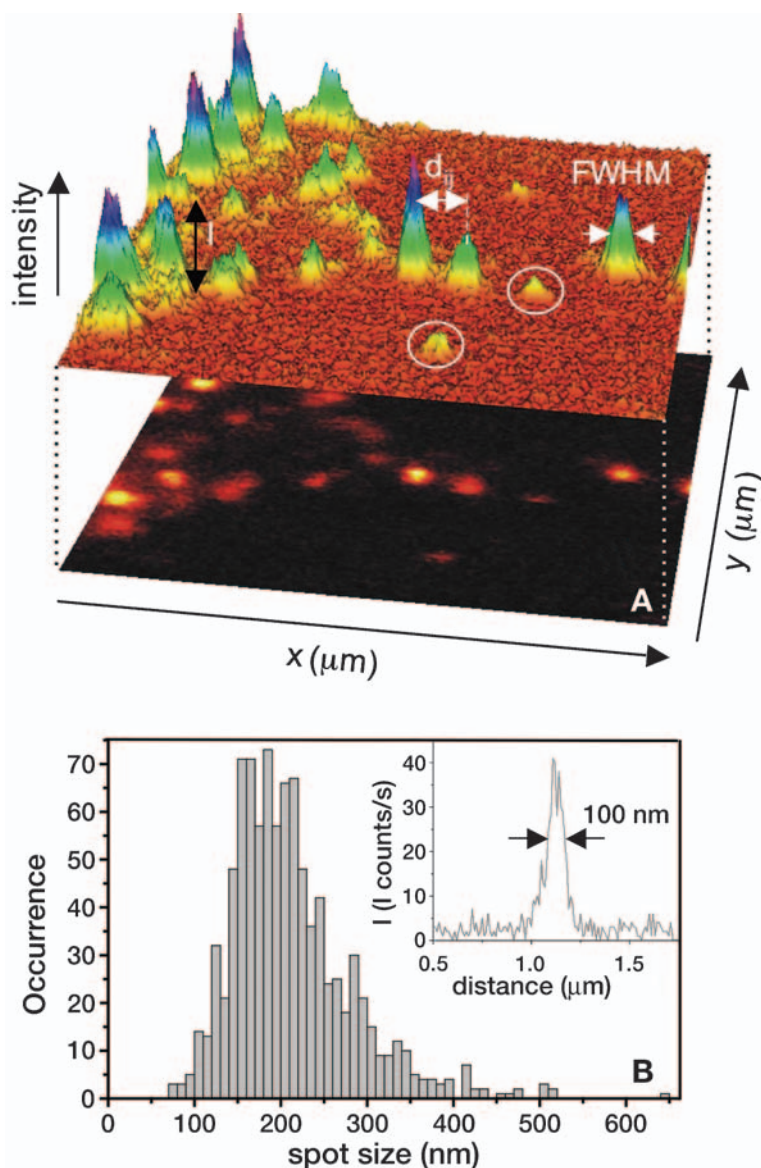 intensity
I
d_ij
FWHM
A
x (μm)
y (μm)
70
60
50
40
30
20
10
0
Occurrence
0 100 200 300 400 500 600
spot size (nm)
B
40
30
20
10
0
I (I counts/s)
100 nm
0.5 1.0 1.5
distance (μm)